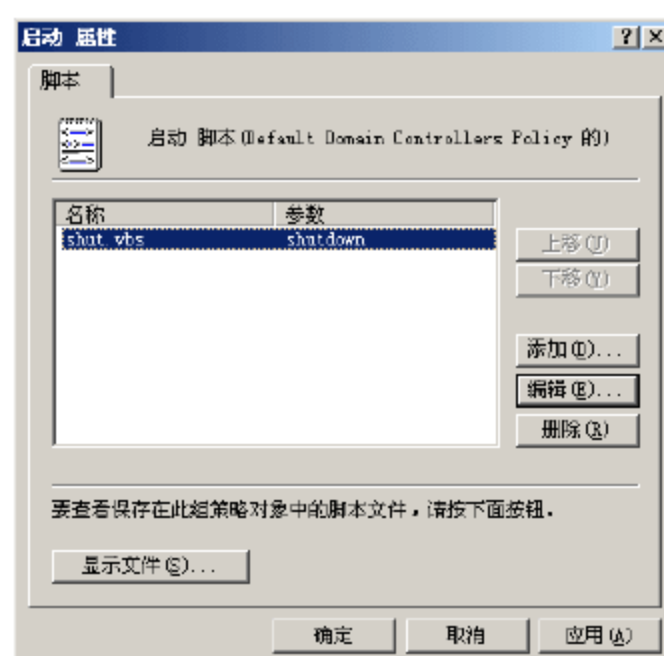 启动 属性
脚本
启动 脚本(Default Domain Controllers Policy 的)
名称 参数
shut.vbs shutdown
上移(U)
下移(Y)
添加(D)...
编辑(E)...
删除(R)
要查看保存在此组策略对象中的脚本文件，请按下面按钮。
显示文件(S)...
确定 取消 应用(A)